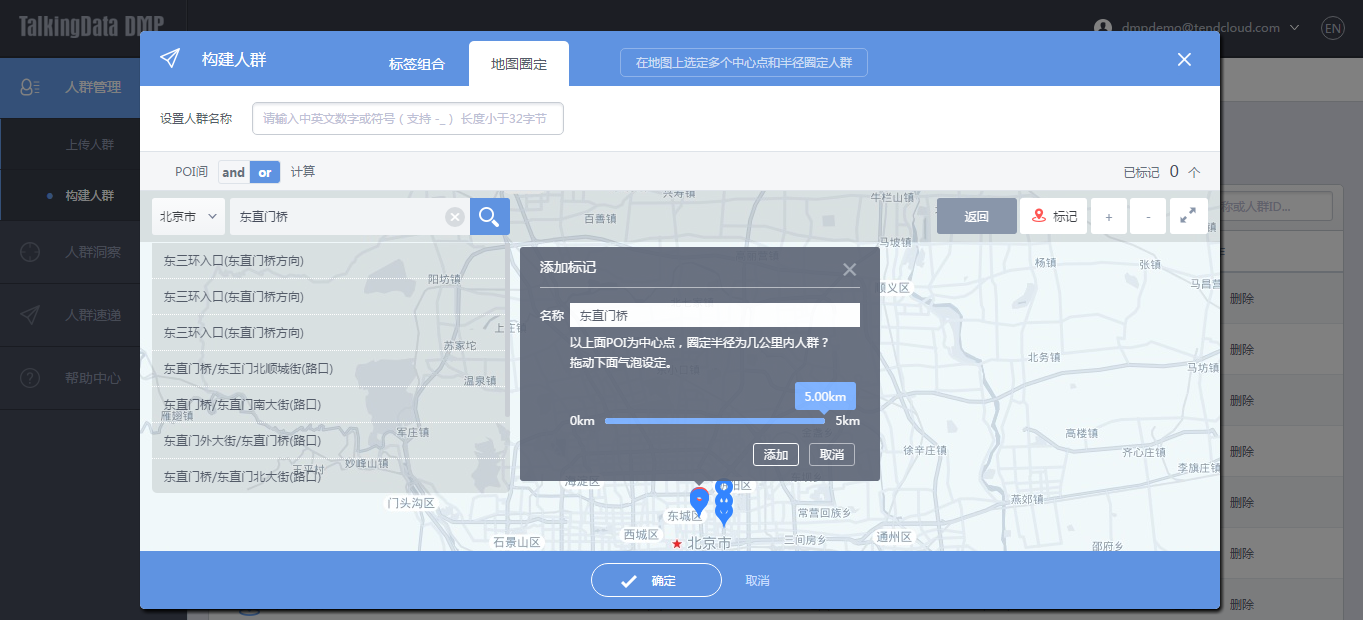 TalkingData DMP
dmpdemo@tendcloud.com
EN
构建人群
标签组合
地图圈定
在地图上选定多个中心点和半径圈定人群
人群管理
上传人群
构建人群
人群洞察
人群速递
帮助中心
设置人群名称
请输入中英文数字或符号（支持 -_ ）长度小于32字节
POI间
and
or
计算
已标记 0 个
北京市
东直门桥
返回
标记
+
-
称或人群ID...
东三环入口(东直门桥方向)
东三环入口(东直门桥方向)
东三环入口(东直门桥方向)
东直门桥/东玉门北顺城街(路口)
东直门桥/东直门南大街(路口)
东直门外大街/东直门桥(路口)
东直门桥/东直门北大街(路口)
添加标记
名称
东直门桥
以上面POI为中心点，圈定半径为几公里内人群？
拖动下面气泡设定。
5.00km
0km
5km
添加
取消
兴寿镇
百善镇
牛栏山镇
马坡镇
阳坊镇
杨镇
张镇
顺义区
马昌营
上庄镇
苏家坨
北务镇
马坊镇
温泉镇
雁翅镇
军庄镇
高楼镇
王平村
妙峰山镇
徐辛庄镇
齐心庄镇
李旗庄镇
海淀区
阳区
门头沟区
燕郊镇
东城区
常营回族乡
西城区
石景山区
北京市
三间房乡
通州区
邵府乡
删除
删除
删除
删除
删除
删除
删除
确定
取消